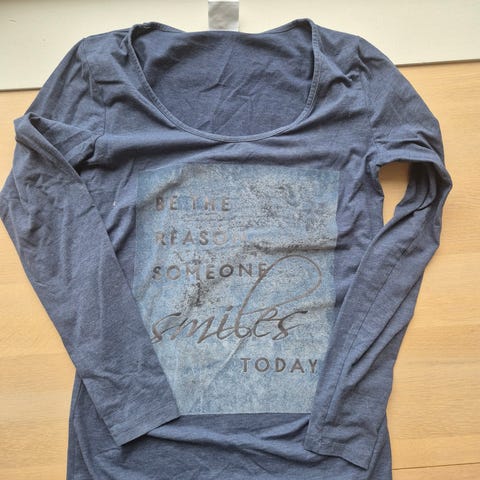 BE THE
REASO
SOMEONE
smiles
TODAY